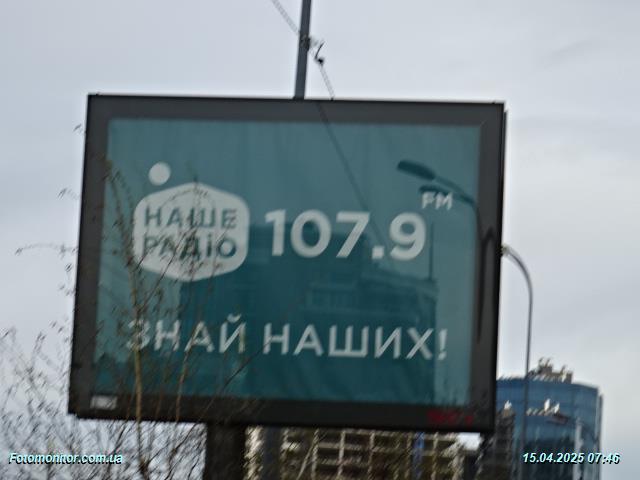 НАШЕ
РАДІО
107.9 FM
ЗНАЙ НАШИХ!
Fotomonitor.com.ua
15.04.2025 07:46